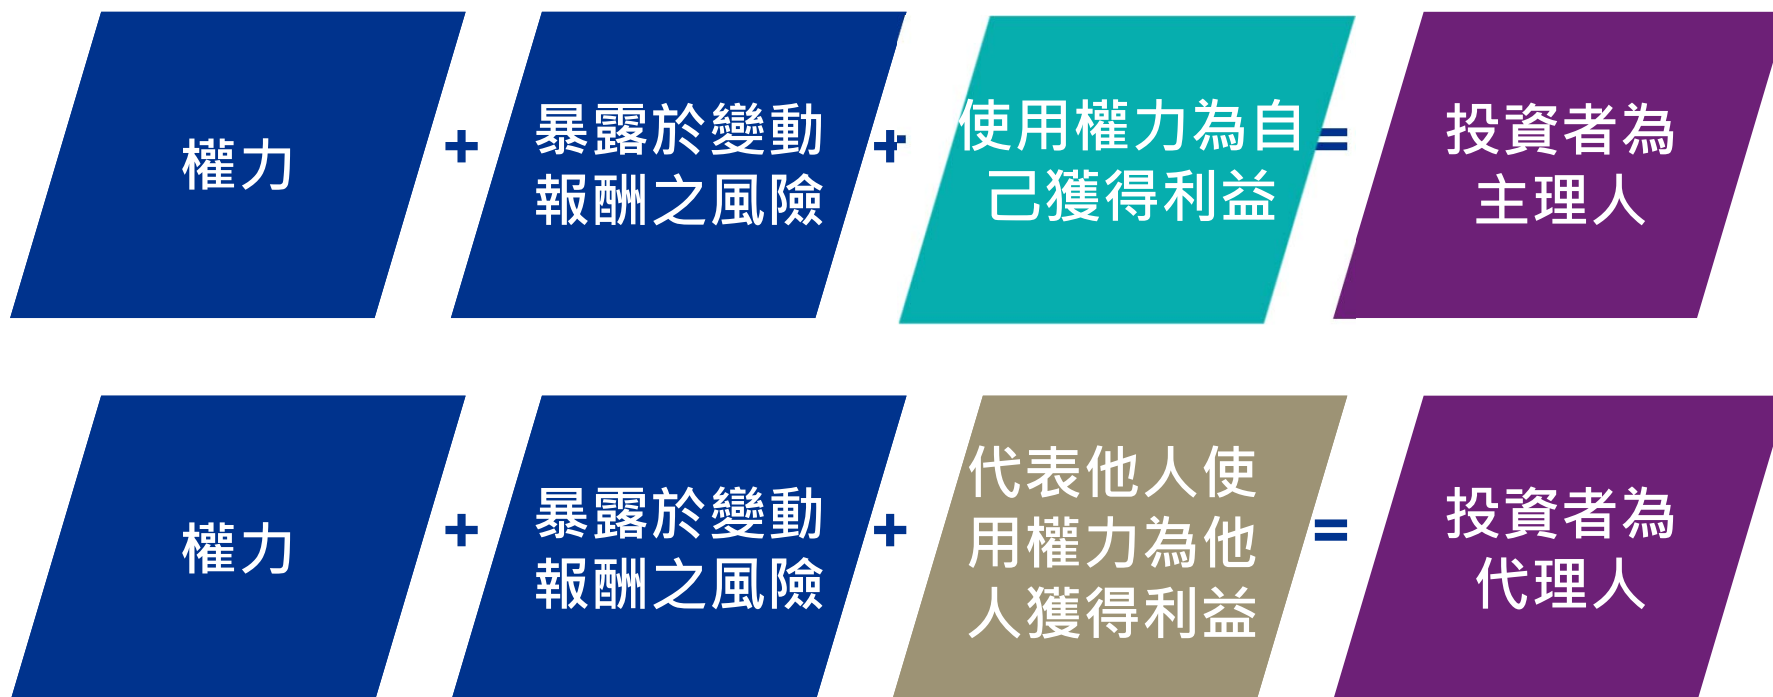 權力
+
暴露於變動
報酬之風險
+
使用權力為自
己獲得利益
=
投資者為
主理人
權力
+
暴露於變動
報酬之風險
+
代表他人使
用權力為他
人獲得利益
=
投資者為
代理人